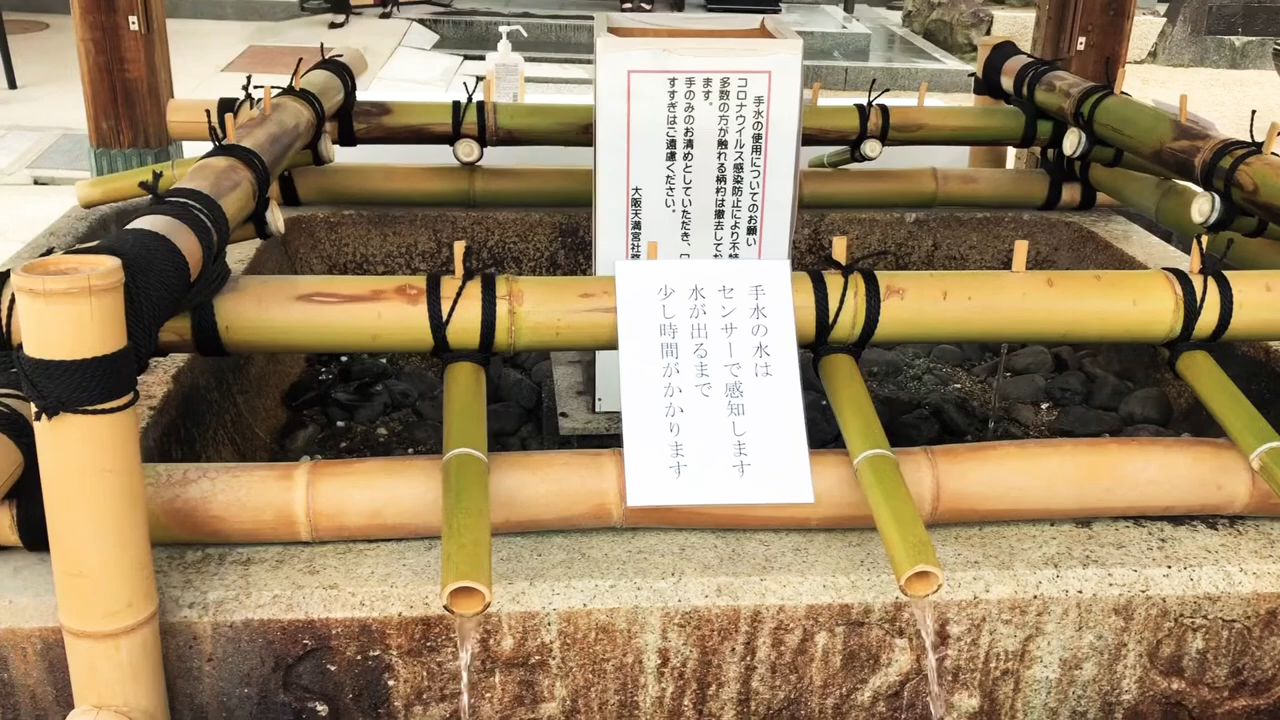 手水の使用についてのお願い
コロナウイルス感染防止により不特
多数の方が触れる柄杓は撤去してお
ます。
手のみのお清めとしていただき、
すすぎはご遠慮ください。
大阪天満宮社務
手水の水は
センサーで感知します
水が出るまで
少し時間がかかります